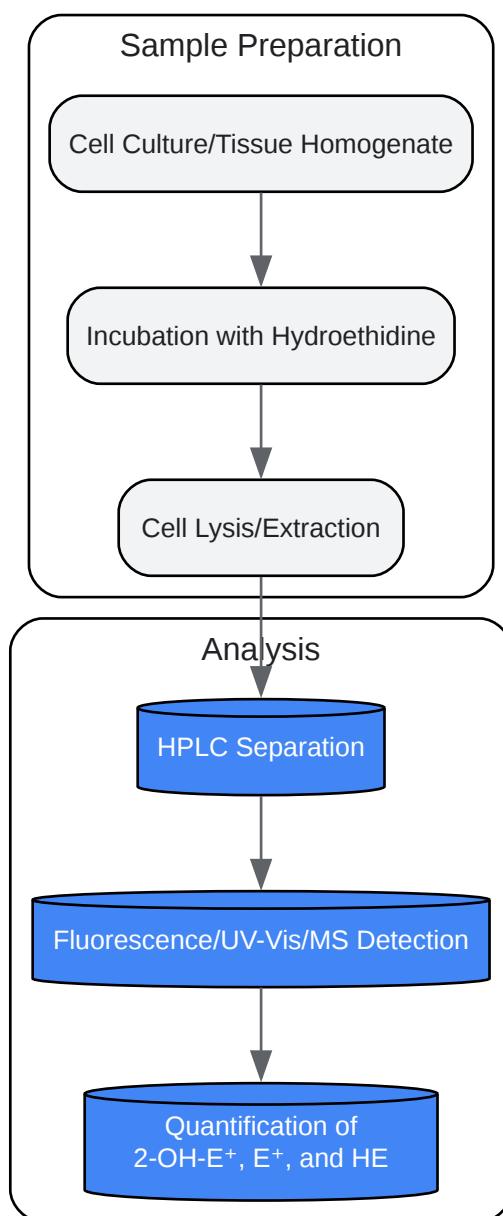 Sample Preparation
Cell Culture/Tissue Homogenate
Incubation with Hydroethidine
Cell Lysis/Extraction
Analysis
HPLC Separation
Fluorescence/UV-Vis/MS Detection
Quantification of
2-OH-E⁺, E⁺, and HE